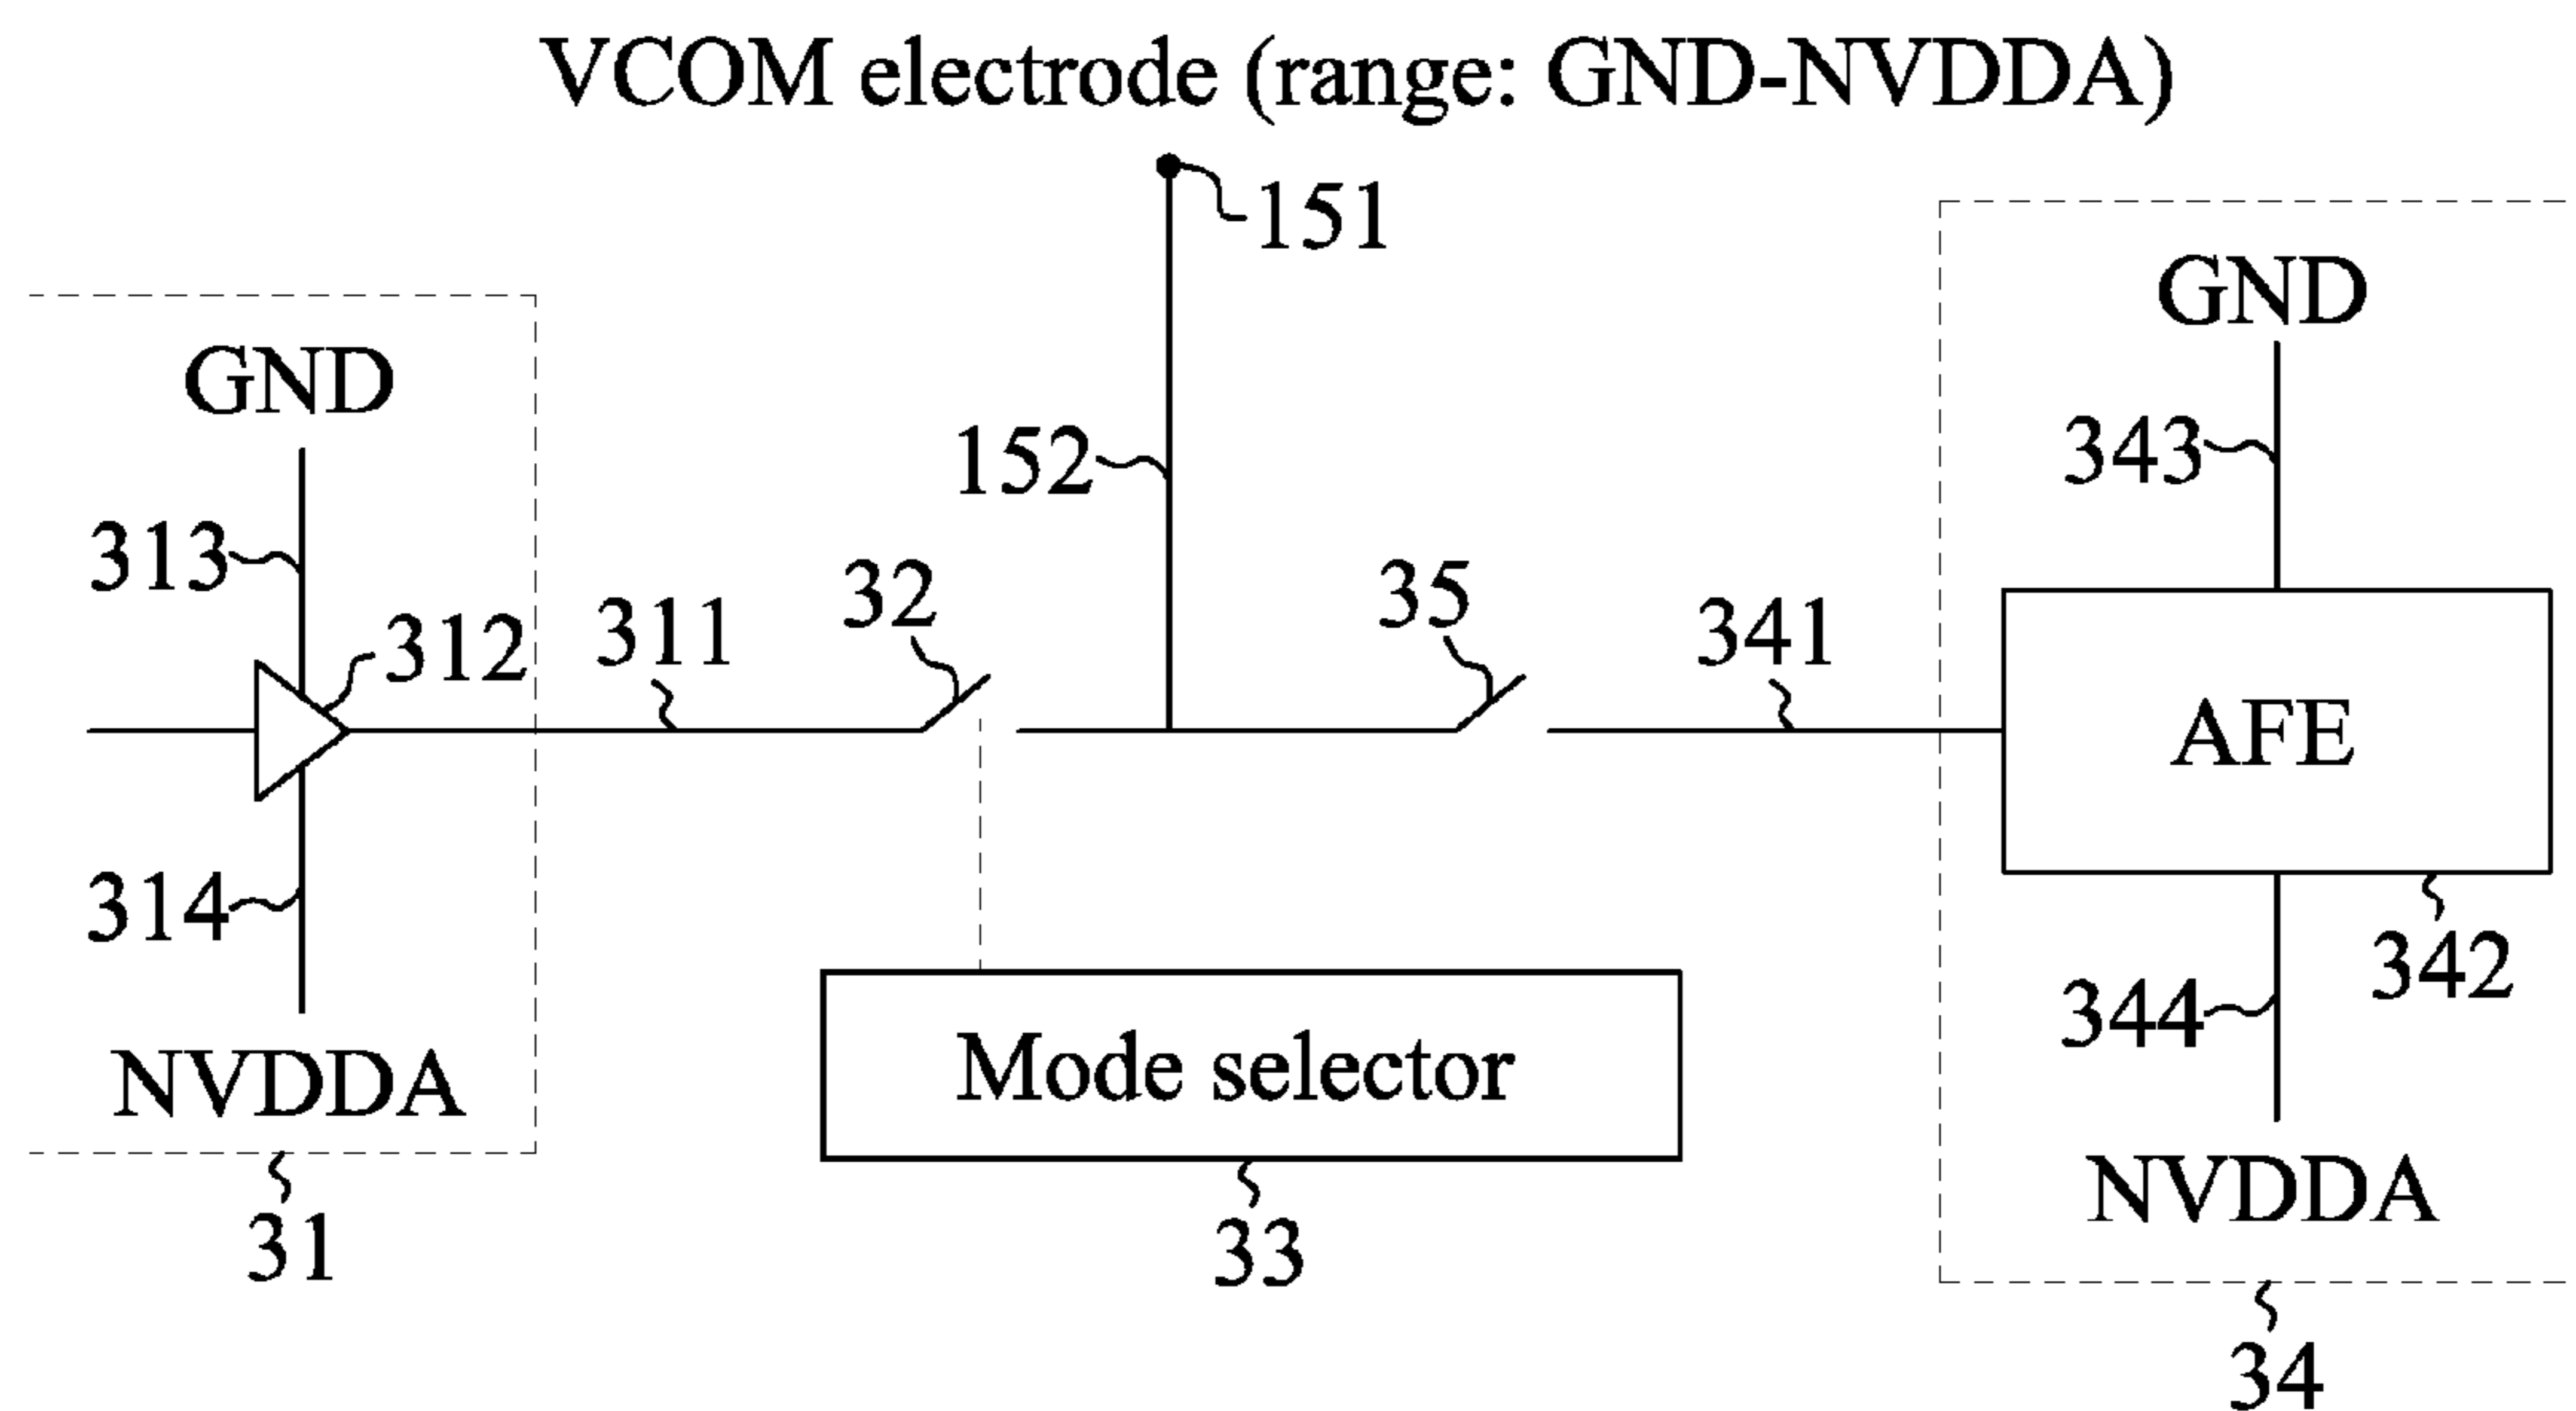 VCOM electrode (range: GND-NVDDA)
151
GND
GND
152
343
313
32
35
312
311
341
AFE
314
342
344
Mode selector
NVDDA
NVDDA
31
33
34